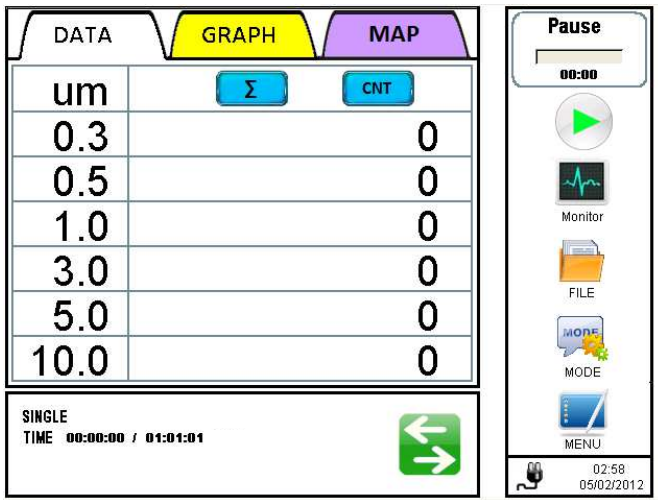 DATA GRAPH MAP
um Σ CNT
0.3 0
0.5 0
1.0 0
3.0 0
5.0 0
10.0 0
SINGLE
TIME 00:00:00 / 01:01:01
Pause
00:00
Monitor
FILE
MODE
MODE
MENU
02:58
05/02/2012